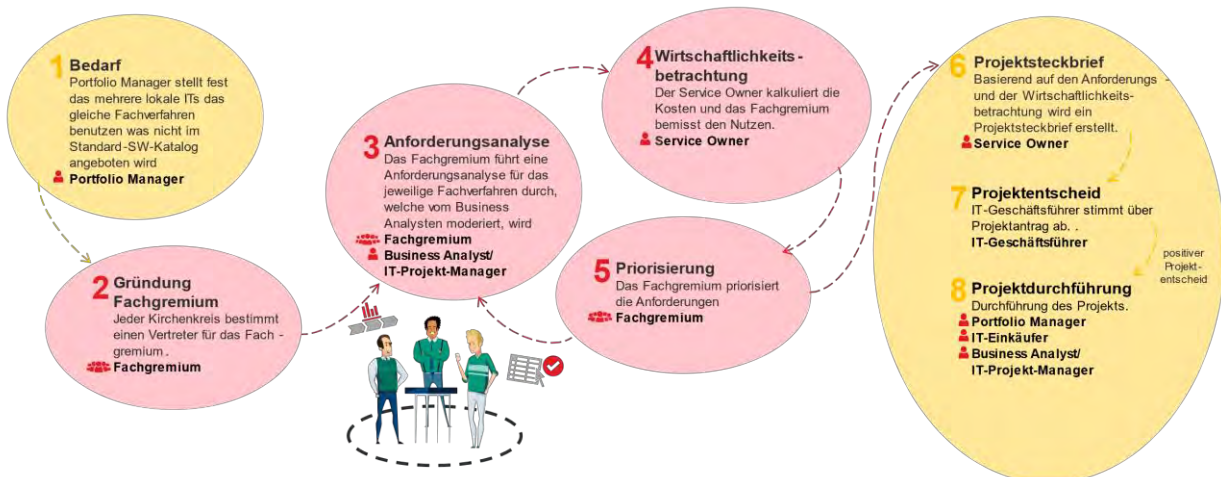 1 Bedarf
Portfolio Manager stellt fest
das mehrere lokale ITs das
gleiche Fachverfahren
benutzen was nicht im
Standard-SW-Katalog
angeboten wird
Portfolio Manager
2 Gründung
Fachgremium
Jeder Kirchenkreis bestimmt
einen Vertreter für das Fach -
gremium .
Fachgremium
3 Anforderungsanalyse
Das Fachgremium führt eine
Anforderungsanalyse für das
jeweilige Fachverfahren durch,
welche vom Business
Analysten moderiert, wird
Fachgremium
Business Analyst/
IT-Projekt-Manager
4 Wirtschaftlichkeits -
betrachtung
Der Service Owner kalkuliert die
Kosten und das Fachgremium
bemisst den Nutzen.
Service Owner
5 Priorisierung
Das Fachgremium priorisiert
die Anforderungen
Fachgremium
6 Projektsteckbrief
Basierend auf den Anforderungs -
und der Wirtschaftlichkeits-
betrachtung wird ein
Projektsteckbrief erstellt.
Service Owner
7 Projektentscheid
IT-Geschäftsführer stimmt über
Projektantrag ab. .
IT-Geschäftsführer
positiver
Projekt-
entscheid
8 Projektdurchführung
Durchführung des Projekts.
Portfolio Manager
IT-Einkäufer
Business Analyst/
IT-Projekt-Manager